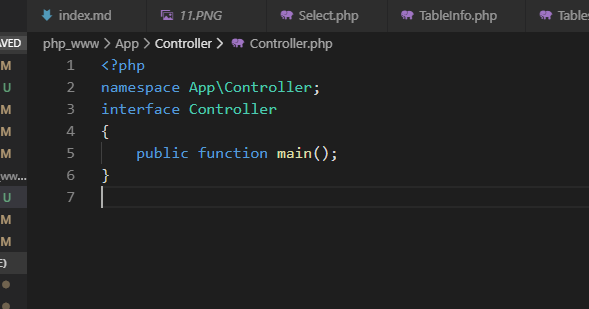 index.md 11.PNG Select.php TableInfo.php Tables
AVED php_www > App > Controller > Controller.php
M 1 <?php
U 2 namespace App\Controller;
M 3 interface Controller
M 4 {
M 5 public function main();
_ww... 6 }
U 7
M
M
E)